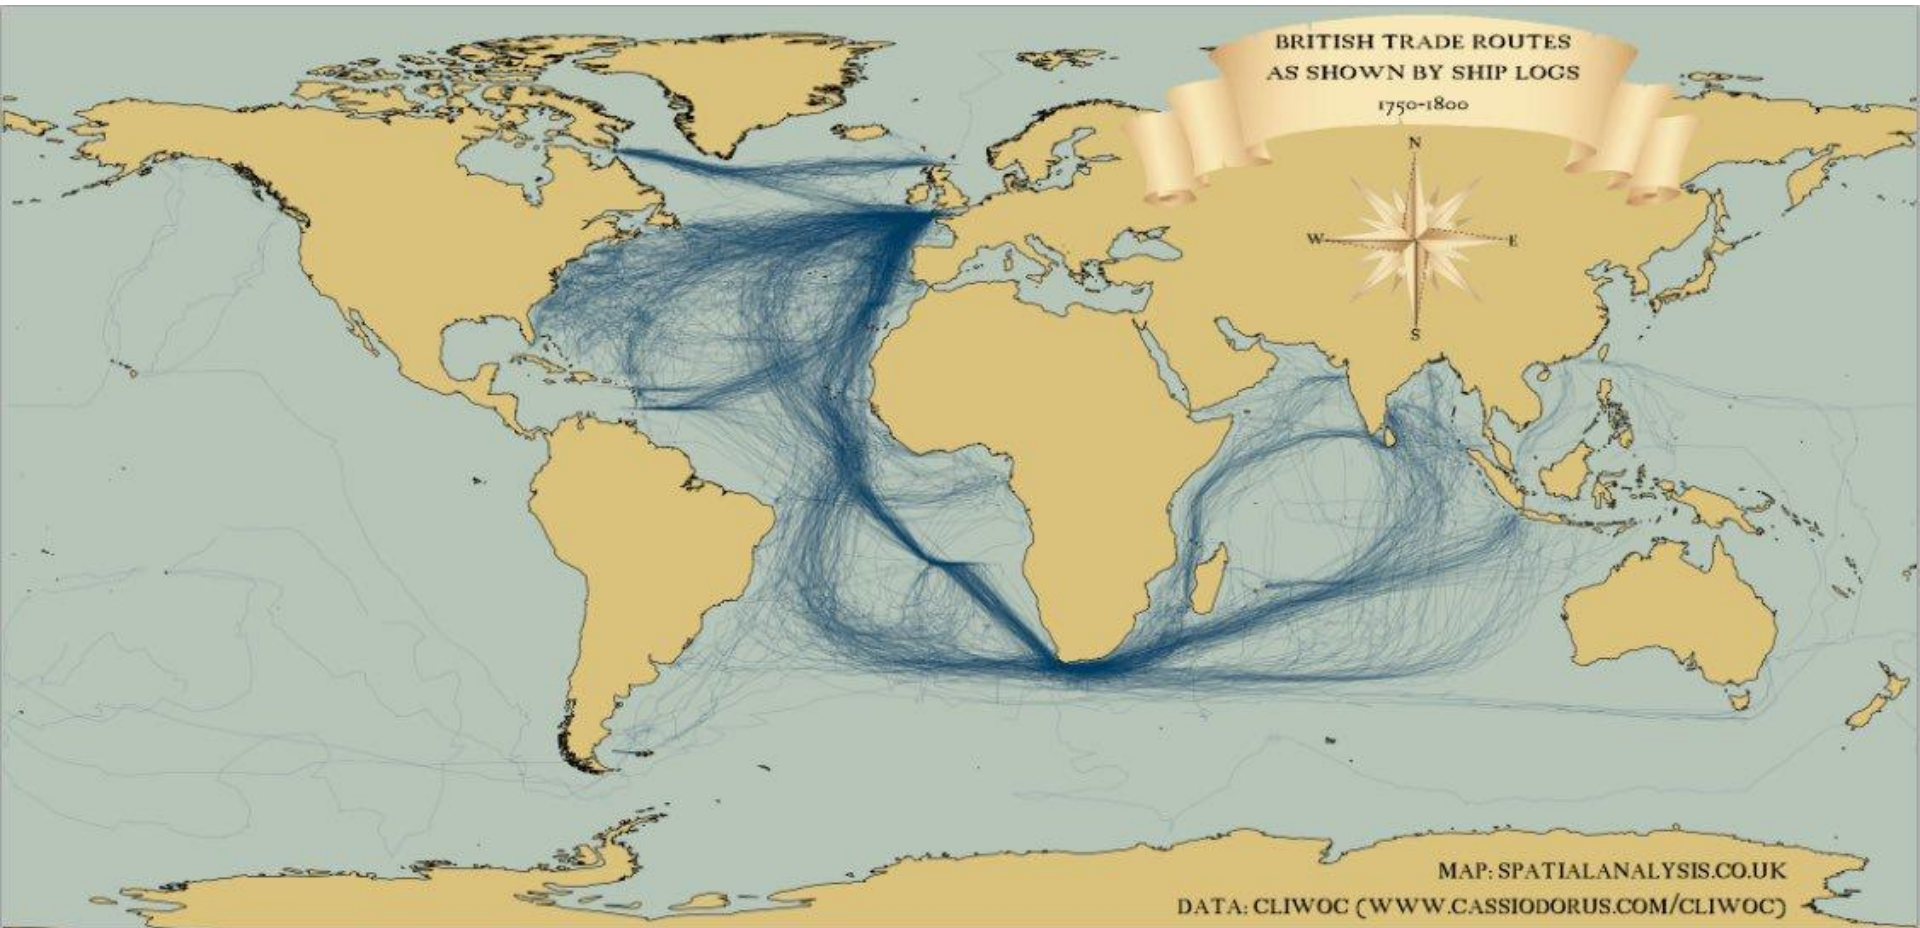 BRITISH TRADE ROUTES
AS SHOWN BY SHIP LOGS
1750-1800
N
W E
S
MAP: SPATIALANALYSIS.CO.UK
DATA: CLIWOC (WWW.CASSIODORUS.COM/CLIWOC)